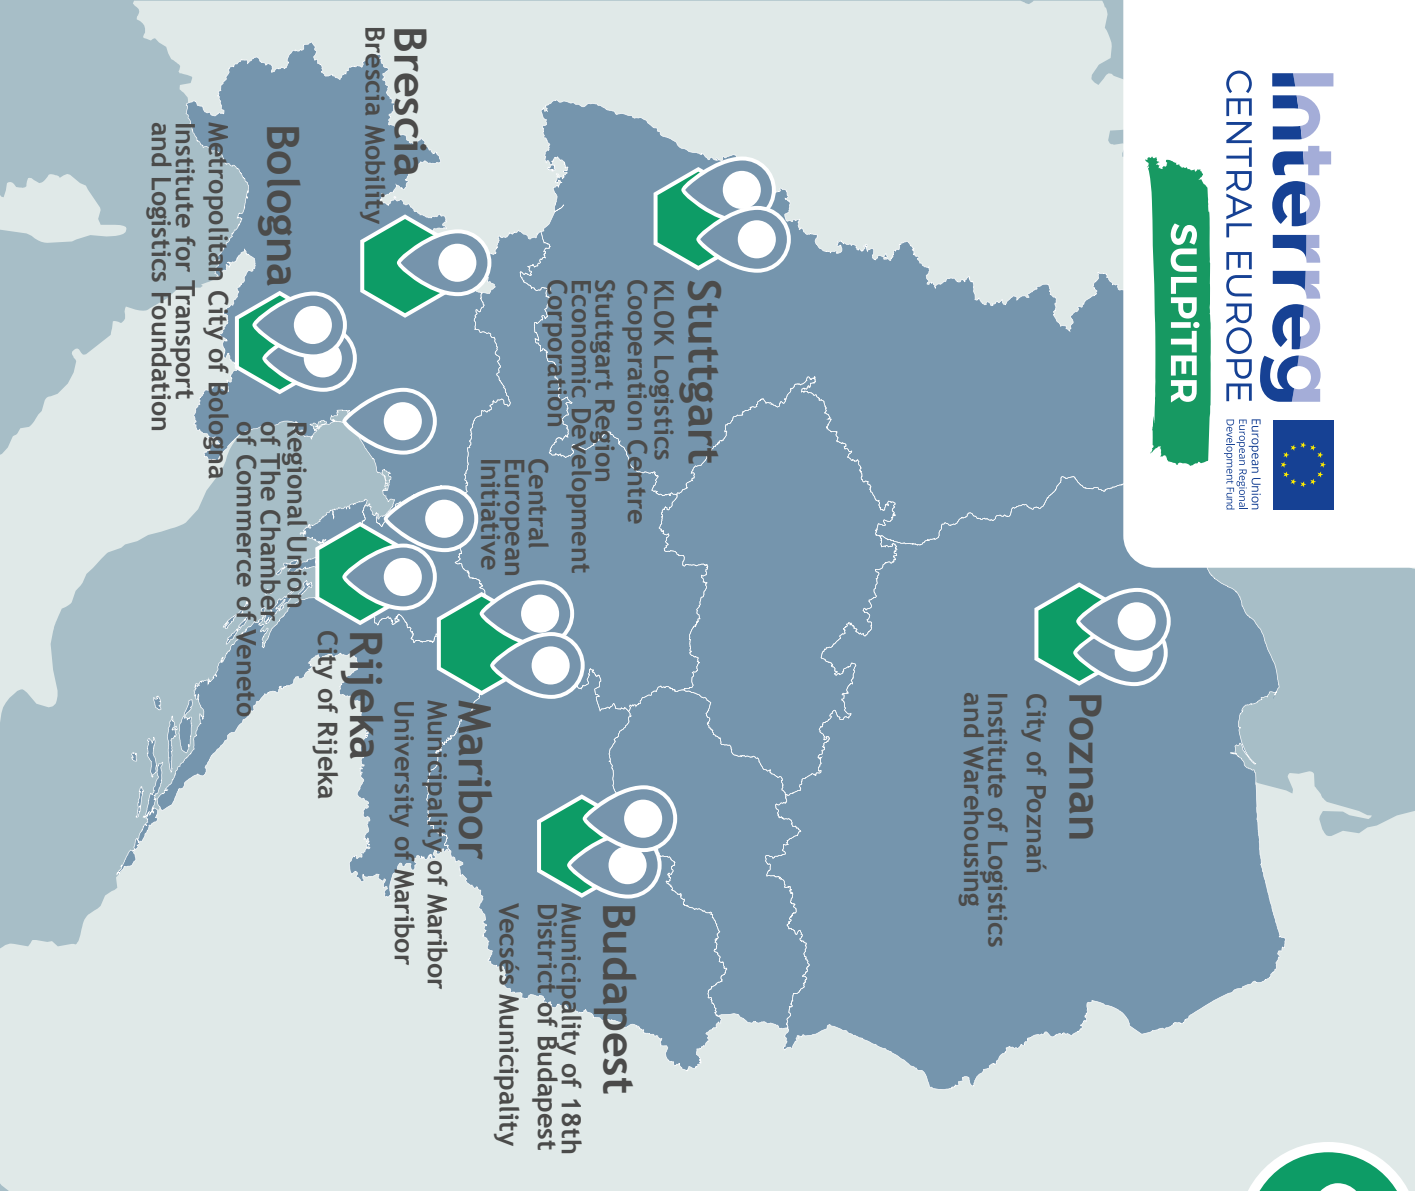 Interreg
CENTRAL EUROPE
European Union
European Regional
Development Fund
SULPiTER
Poznan
City of Poznań
Institute of Logistics
and Warehousing
Stuttgart
KLOK Logistics
Cooperation Centre
Stuttgart Region
Economic Development
Corporation
Budapest
Municipality of 18th
District of Budapest
Vecsés Municipality
Central
European
Initiative
Maribor
Municipality of Maribor
University of Maribor
Brescia
Brescia Mobility
Rijeka
City of Rijeka
Bologna
Metropolitan City of Bologna
Institute for Transport
and Logistics Foundation
Regional Union
of The Chamber
of Commerce of Veneto